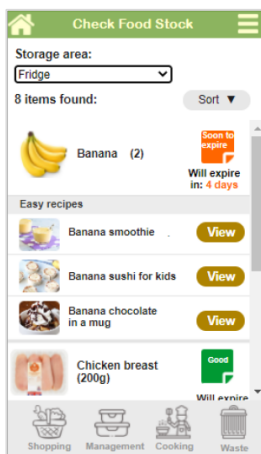 Check Food Stock
Storage area:
Fridge
8 items found:
Sort ▼
Soon to
expire
Banana (2)
Will expire
in: 4 days
Easy recipes
Banana smoothie .
View
Banana sushi for kids
View
Banana chocolate
in a mug
View
Good
Chicken breast
(200g)
Will expire
Shopping
Management
Cooking
Waste